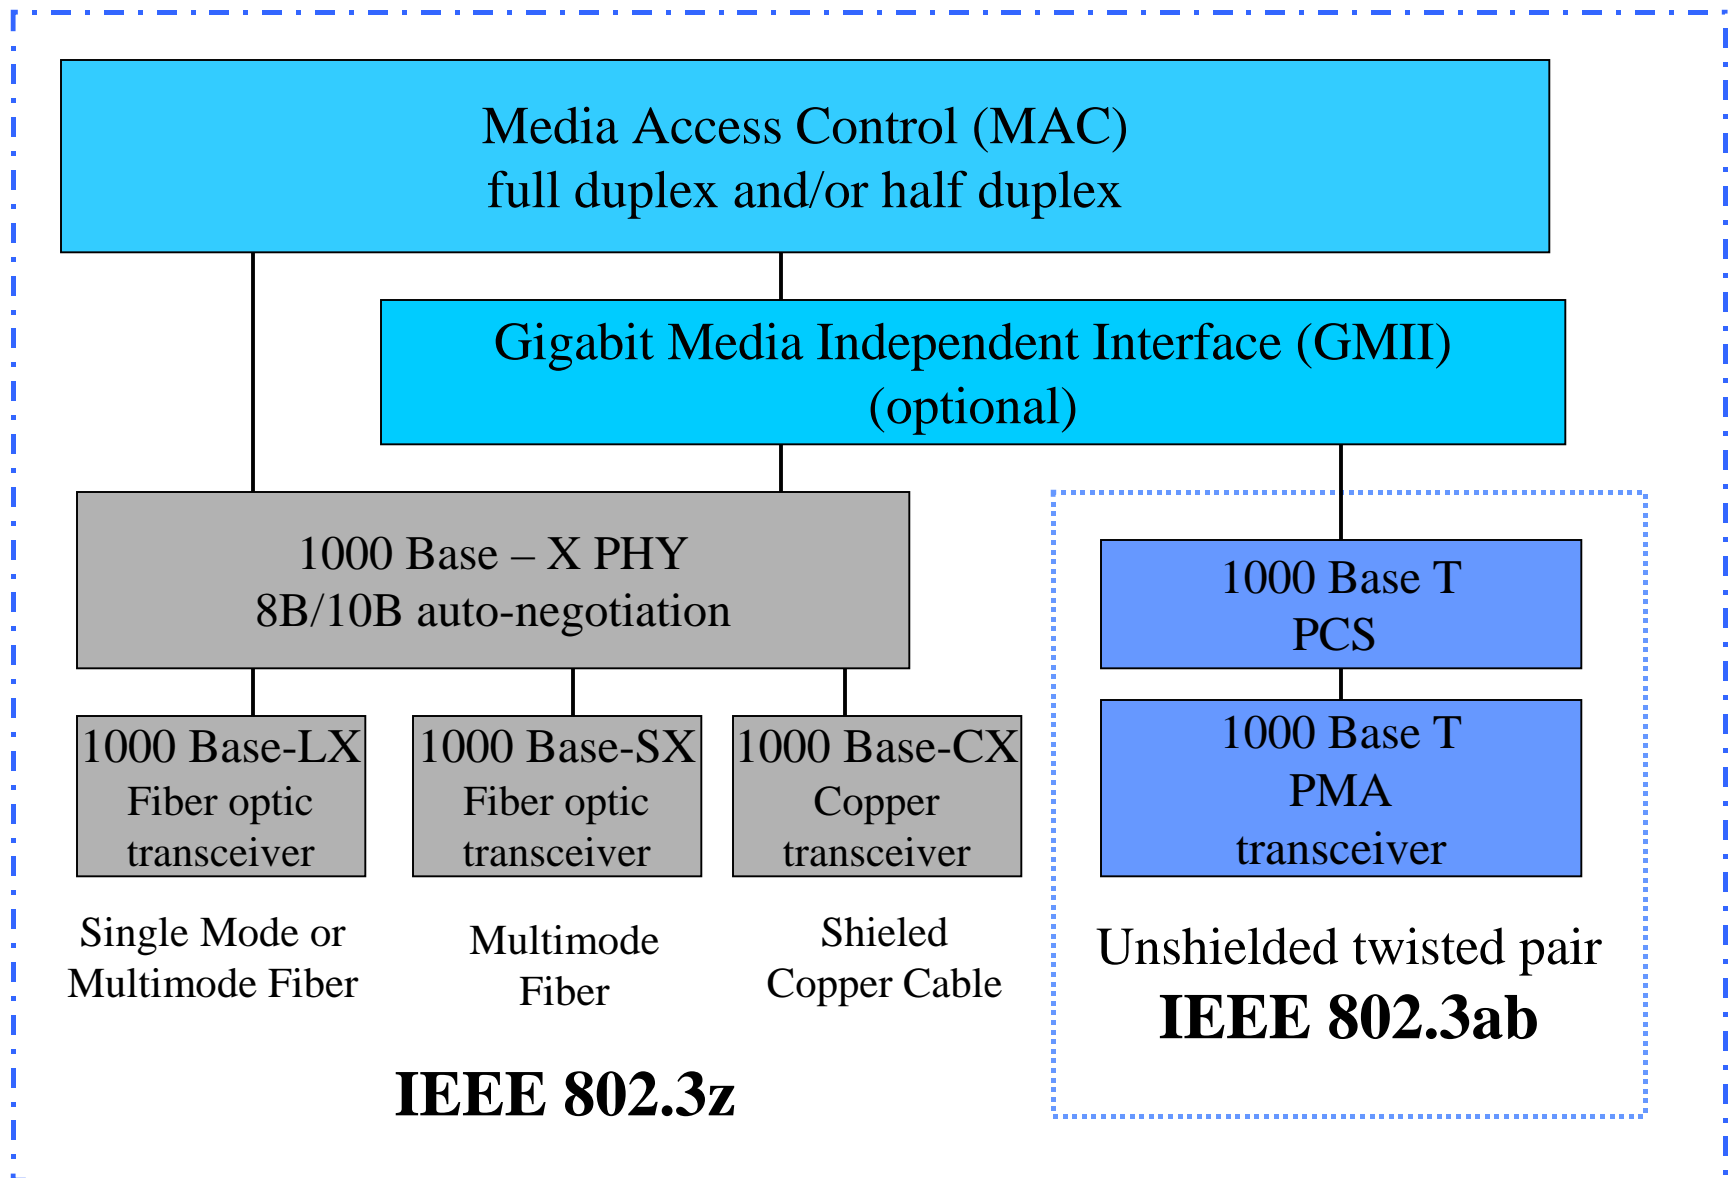 Media Access Control (MAC)
full duplex and/or half duplex
Gigabit Media Independent Interface (GMII)
(optional)
1000 Base – X PHY
8B/10B auto-negotiation
1000 Base T
PCS
1000 Base-LX
Fiber optic
transceiver
1000 Base-SX
Fiber optic
transceiver
1000 Base-CX
Copper
transceiver
1000 Base T
PMA
transceiver
Single Mode or
Multimode Fiber
Multimode
Fiber
Shieled
Copper Cable
Unshielded twisted pair
IEEE 802.3ab
IEEE 802.3z